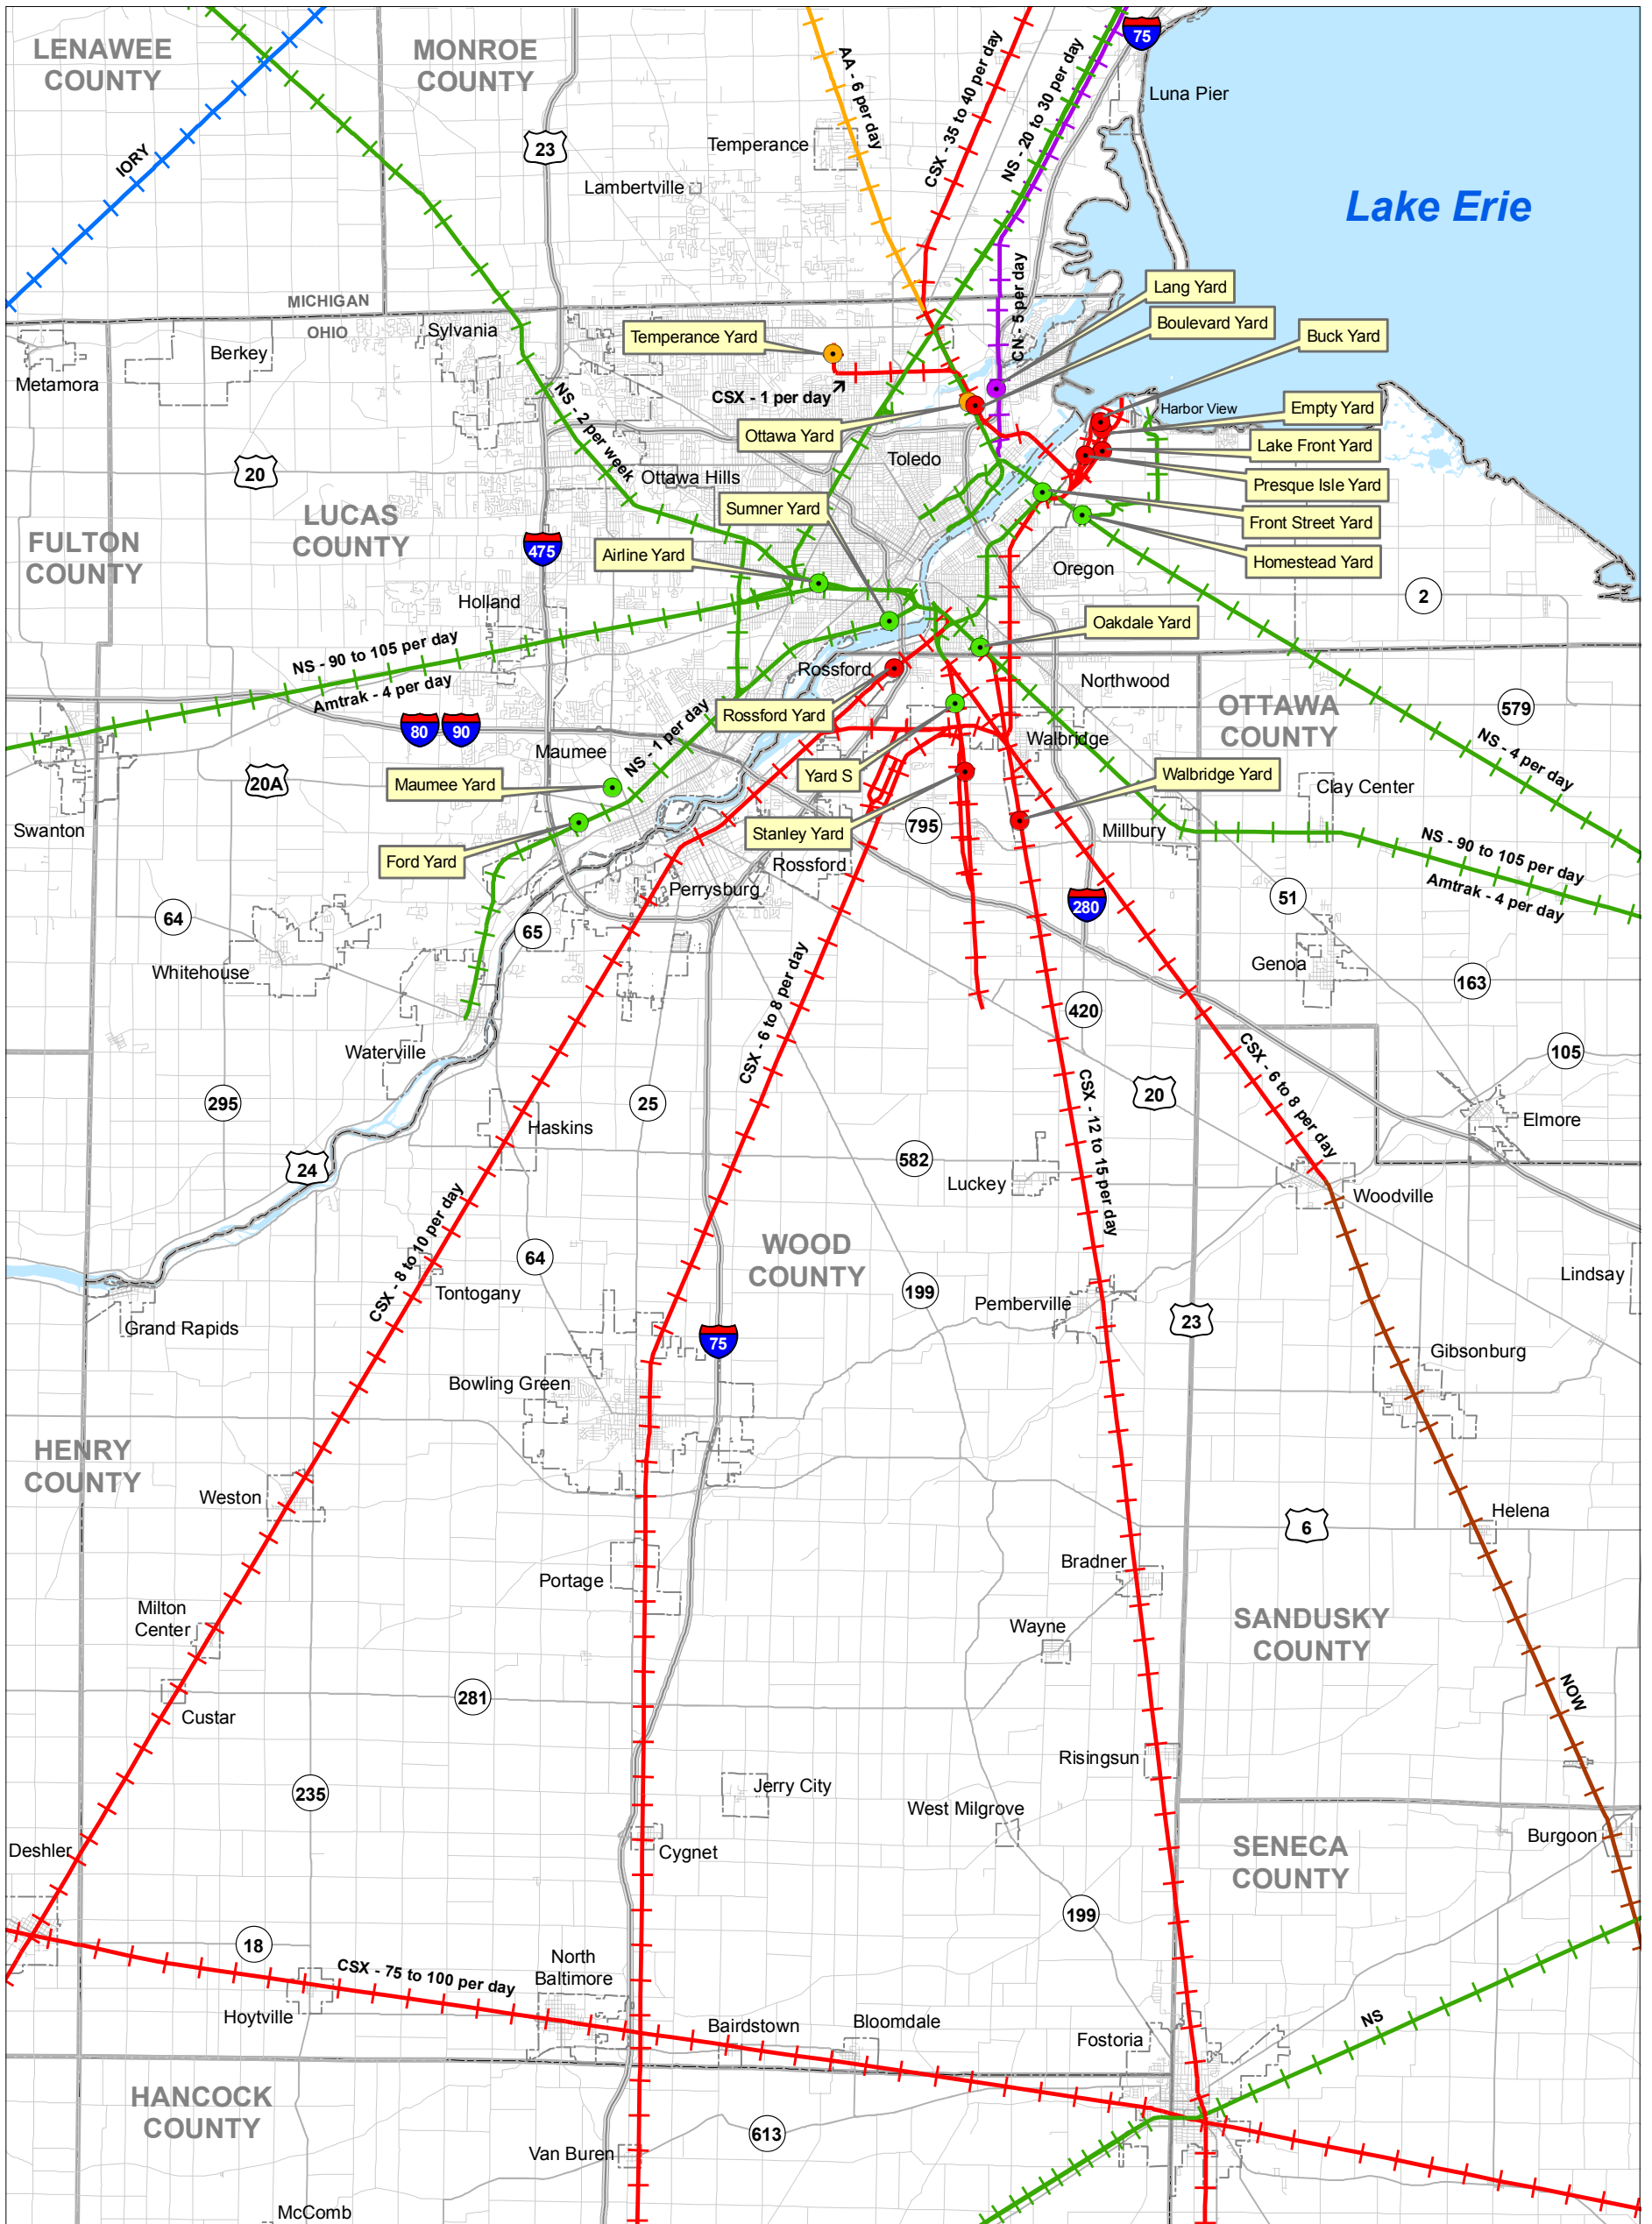 LENAWEE
COUNTY
MONROE
COUNTY
75
Luna Pier
AA - 6 per day
CSX - 35 to 40 per day
NS - 20 to 30 per day
Temperance
23
IORY
Lambertville
Lake Erie
CN - 5 per day
Lang Yard
MICHIGAN
OHIO
Sylvania
Boulevard Yard
Temperance Yard
Buck Yard
Berkey
Metamora
CSX - 1 per day
Empty Yard
Harbor View
NS - 2 per week
Ottawa Yard
Lake Front Yard
Toledo
20
Ottawa Hills
Presque Isle Yard
Sumner Yard
LUCAS
COUNTY
Front Street Yard
FULTON
COUNTY
475
Airline Yard
Homestead Yard
Oregon
2
Holland
Oakdale Yard
NS - 90 to 105 per day
Amtrak - 4 per day
Rossford
Northwood
OTTAWA
COUNTY
579
Rossford Yard
80
90
NS - 1 per day
Maumee
Walbridge
NS - 4 per day
20A
Maumee Yard
Yard S
Walbridge Yard
Clay Center
Swanton
Stanley Yard
795
Millbury
Ford Yard
Rossford
NS - 90 to 105 per day
Amtrak - 4 per day
Perrysburg
51
280
64
65
Whitehouse
Genoa
163
CSX - 6 to 8 per day
420
Waterville
CSX - 6 to 8 per day
105
295
25
CSX - 12 to 15 per day
20
Haskins
Elmore
24
582
Luckey
Woodville
CSX - 8 to 10 per day
64
WOOD
COUNTY
199
Lindsay
Tontogany
Pemberville
23
Grand Rapids
75
Gibsonburg
Bowling Green
HENRY
COUNTY
Weston
Helena
6
Bradner
Portage
Milton
Center
Wayne
SANDUSKY
COUNTY
281
NOW
Custar
Risingsun
235
Jerry City
West Milgrove
Burgoon
Deshler
Cygnet
SENECA
COUNTY
199
18
North
Baltimore
CSX - 75 to 100 per day
Hoytville
Bairdstown
Bloomdale
Fostoria
NS
HANCOCK
COUNTY
613
Van Buren
McComb